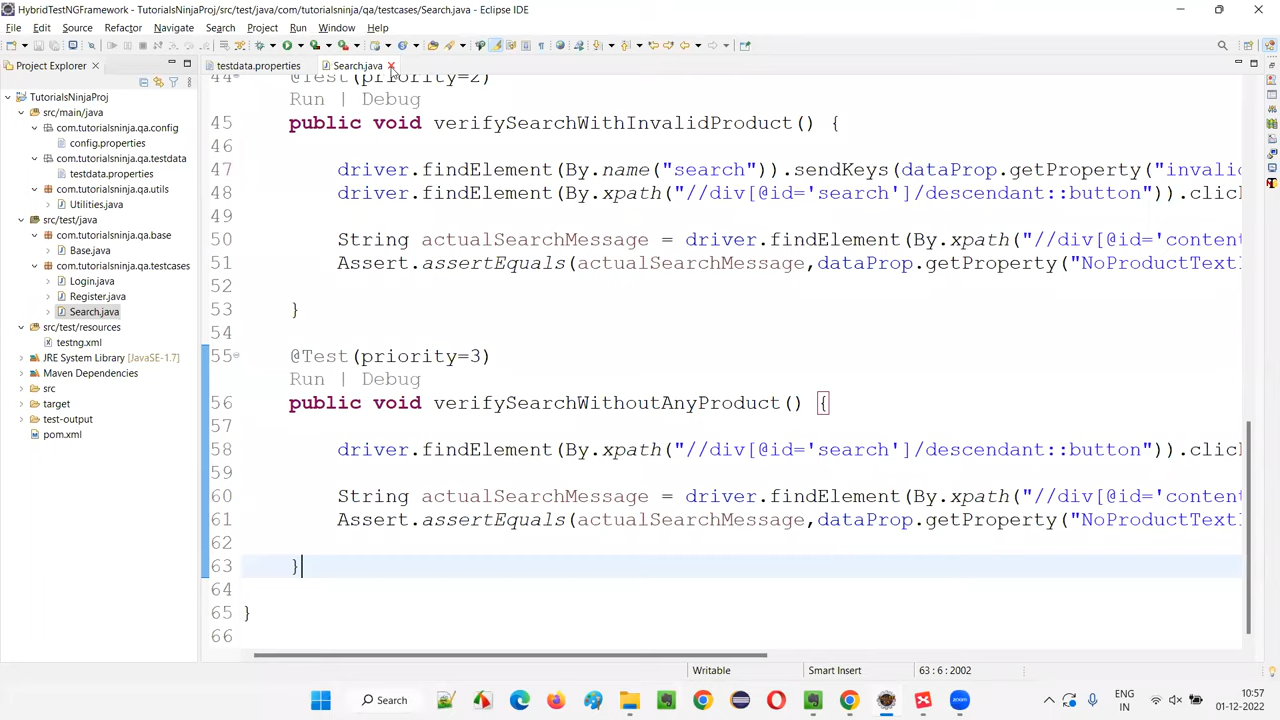 HybridTestNGFramework - TutorialsNinjaProj/src/test/java/com/tutorialsninja/qa/testcases/Search.java - Eclipse IDE
File Edit Source Refactor Navigate Search Project Run Window Help
Project Explorer
testdata.properties
Search.java
TutorialsNinjaProj
src/main/java
com.tutorialsninja.qa.config
config.properties
com.tutorialsninja.qa.testdata
testdata.properties
com.tutorialsninja.qa.utils
Utilities.java
src/test/java
com.tutorialsninja.qa.base
Base.java
com.tutorialsninja.qa.testcases
Login.java
Register.java
Search.java
src/test/resources
testng.xml
JRE System Library [JavaSE-1.7]
Maven Dependencies
src
target
test-output
pom.xml
44 @Test(priority=2)
Run | Debug
45 public void verifySearchWithInvalidProduct() {
46
47 driver.findElement(By.name("search")).sendKeys(dataProp.getProperty("invalid
48 driver.findElement(By.xpath("//div[@id='search']/descendant::button")).clic
49
50 String actualSearchMessage = driver.findElement(By.xpath("//div[@id='content
51 Assert.assertEquals(actualSearchMessage,dataProp.getProperty("NoProductText
52
53 }
54
55 @Test(priority=3)
Run | Debug
56 public void verifySearchWithoutAnyProduct() {
57
58 driver.findElement(By.xpath("//div[@id='search']/descendant::button")).clic
59
60 String actualSearchMessage = driver.findElement(By.xpath("//div[@id='content
61 Assert.assertEquals(actualSearchMessage,dataProp.getProperty("NoProductText
62
63 }
64
65 }
66
Writable Smart Insert 63 : 6 : 2002
Search
ENG
IN
10:57
01-12-2022